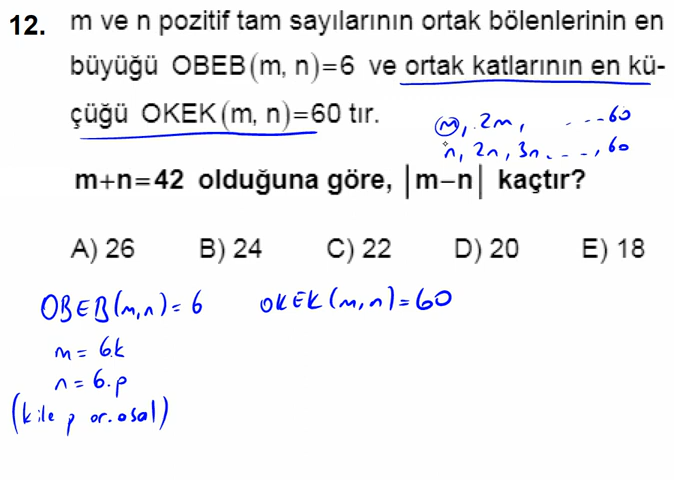 12. m ve n pozitif tam sayılarının ortak bölenlerinin en
büyüğü OBEB(m, n)=6 ve ortak katlarının en kü-
çüğü OKEK(m, n)=60 tır.
m, 2m, ....60
n, 2n, 3n....,60
m+n=42 olduğuna göre, |m−n| kaçtır?
A) 26 B) 24 C) 22 D) 20 E) 18
OBEB(m,n)=6 OKEK(m,n)=60
m = 6.k
n = 6.p
(k ile p ar.asal)